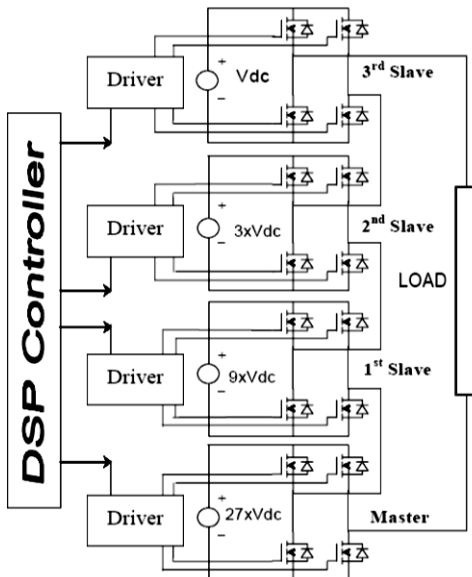 DSP Controller
Driver
+
Vdc
−
3rd Slave
Driver
+
3xVdc
−
2nd Slave
LOAD
Driver
+
9xVdc
−
1st Slave
Driver
+
27xVdc
−
Master